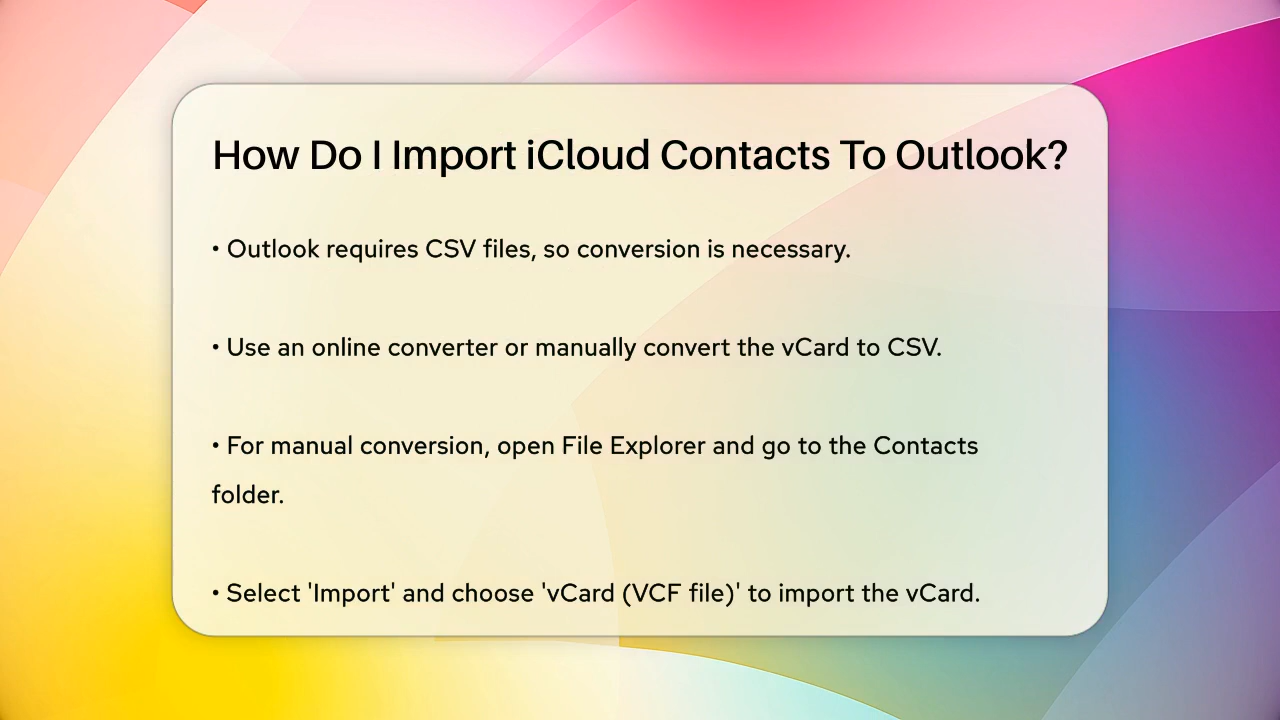 How Do I Import iCloud Contacts To Outlook?
• Outlook requires CSV files, so conversion is necessary.
• Use an online converter or manually convert the vCard to CSV.
• For manual conversion, open File Explorer and go to the Contacts
folder.
• Select 'Import' and choose 'vCard (VCF file)' to import the vCard.